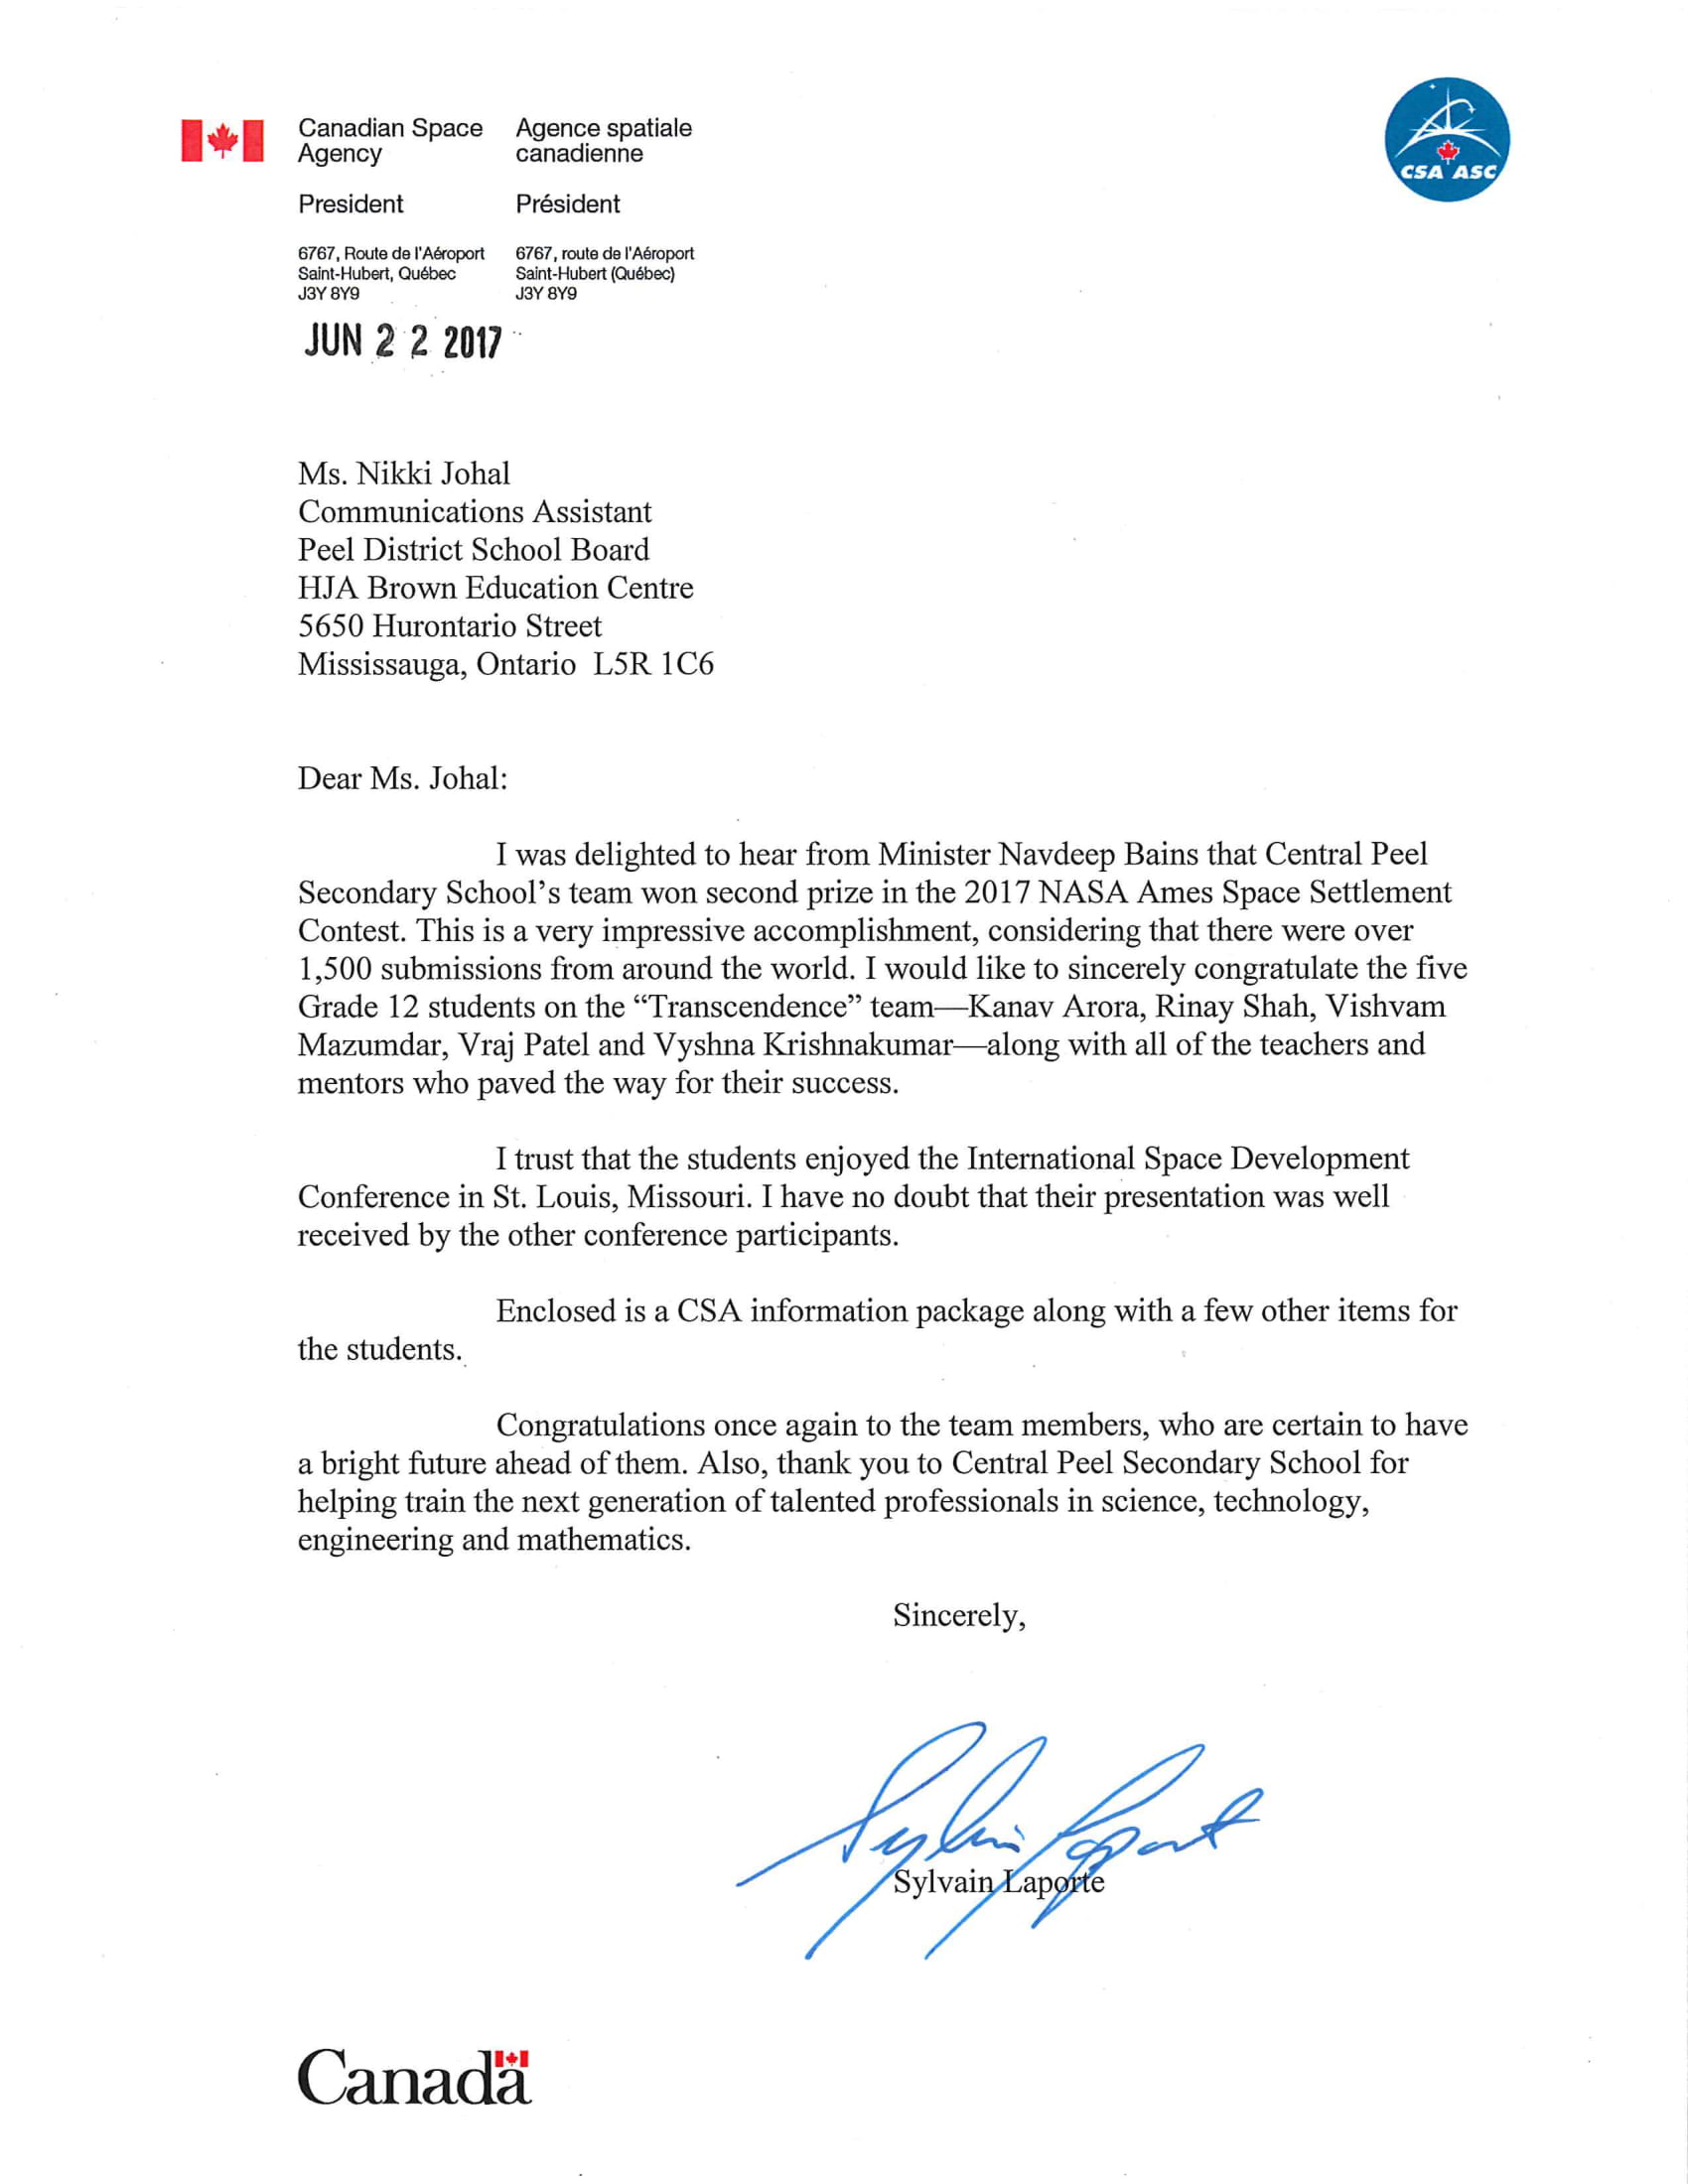 Canadian Space Agence spatiale
Agency canadienne
President Président
6767, Route de l'Aéroport 6767, route de l'Aéroport
Saint-Hubert, Québec Saint-Hubert (Québec)
J3Y 8Y9 J3Y 8Y9
CSA ASC
JUN 2 2 2017
Ms. Nikki Johal
Communications Assistant
Peel District School Board
HJA Brown Education Centre
5650 Hurontario Street
Mississauga, Ontario L5R 1C6
Dear Ms. Johal:
I was delighted to hear from Minister Navdeep Bains that Central Peel
Secondary School’s team won second prize in the 2017 NASA Ames Space Settlement
Contest. This is a very impressive accomplishment, considering that there were over
1,500 submissions from around the world. I would like to sincerely congratulate the five
Grade 12 students on the “Transcendence” team—Kanav Arora, Rinay Shah, Vishvam
Mazumdar, Vraj Patel and Vyshna Krishnakumar—along with all of the teachers and
mentors who paved the way for their success.
I trust that the students enjoyed the International Space Development
Conference in St. Louis, Missouri. I have no doubt that their presentation was well
received by the other conference participants.
Enclosed is a CSA information package along with a few other items for
the students.
Congratulations once again to the team members, who are certain to have
a bright future ahead of them. Also, thank you to Central Peel Secondary School for
helping train the next generation of talented professionals in science, technology,
engineering and mathematics.
Sincerely,
Sylvain Laporte
Sylvain Laporte
Canada